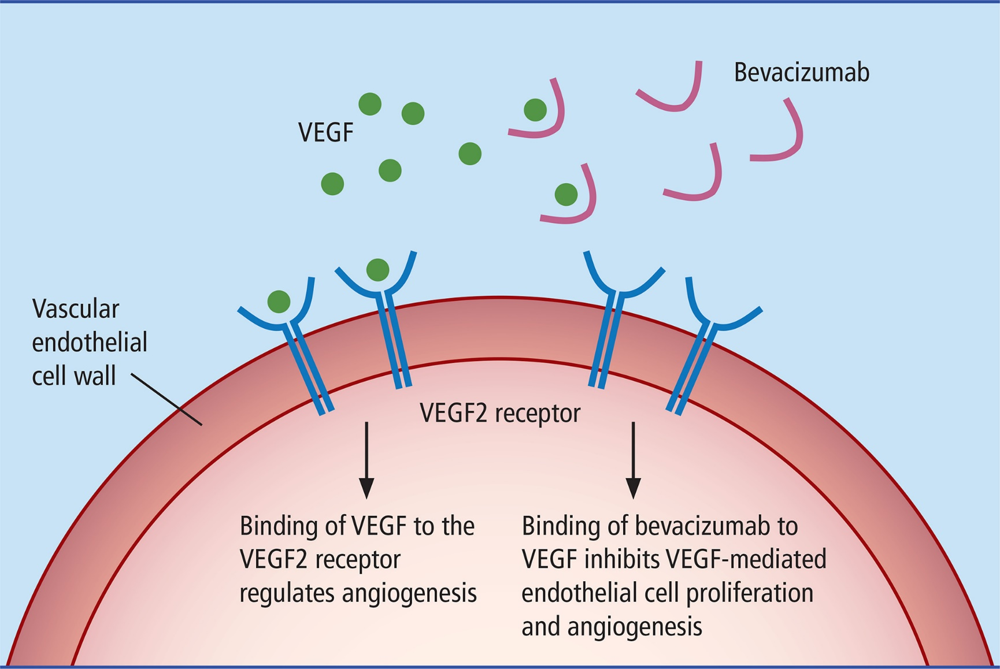 Bevacizumab
VEGF
Vascular
endothelial
cell wall
VEGF2 receptor
Binding of VEGF to the
VEGF2 receptor
regulates angiogenesis
Binding of bevacizumab to
VEGF inhibits VEGF-mediated
endothelial cell proliferation
and angiogenesis